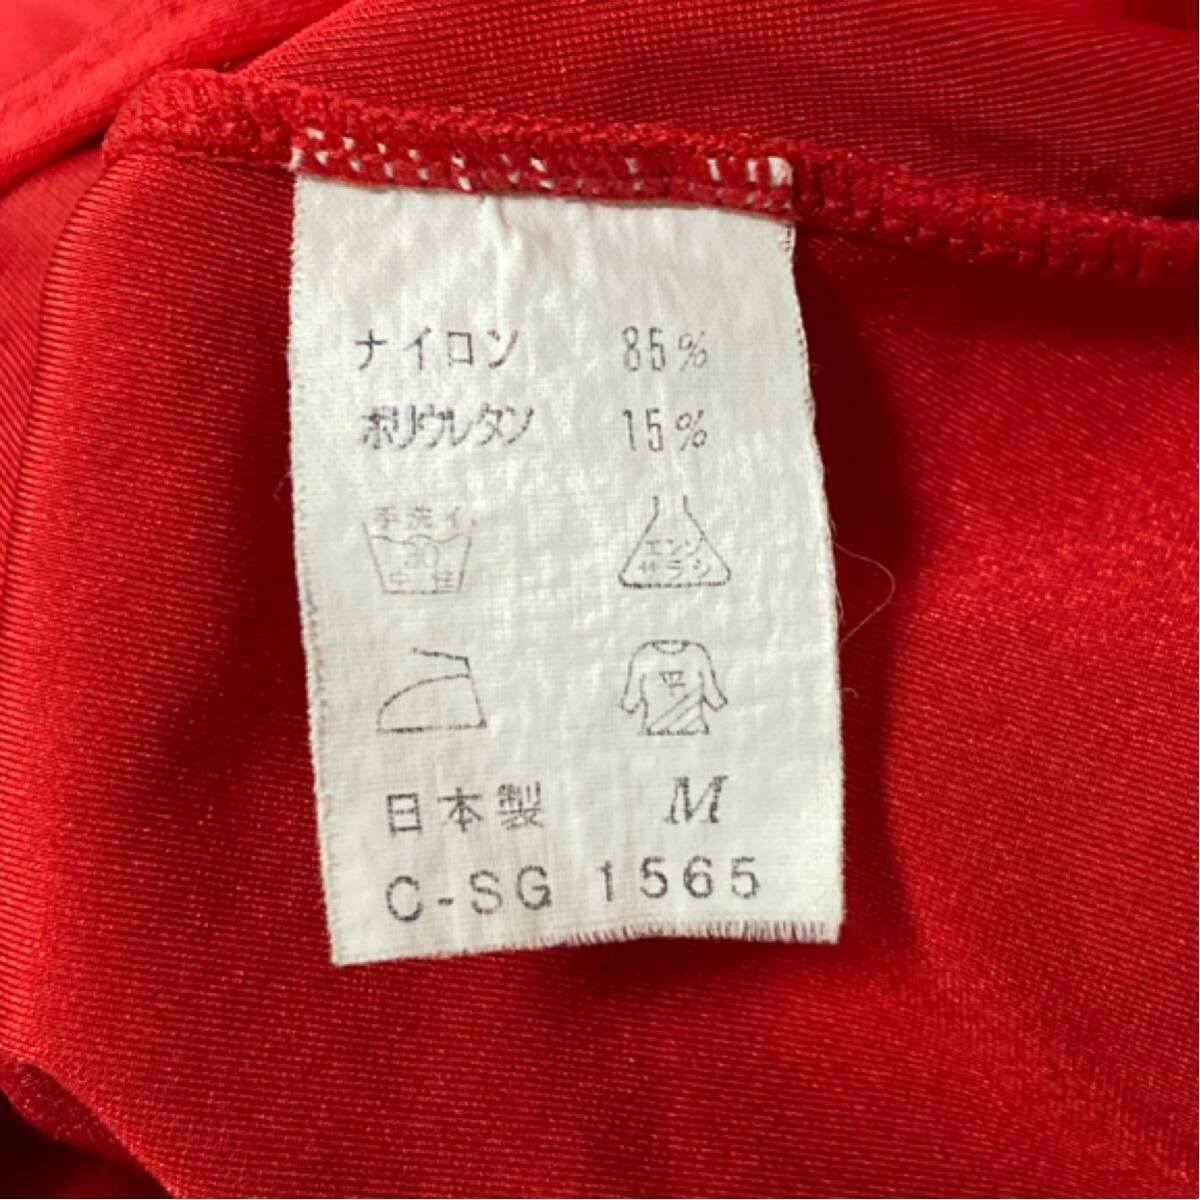 ナイロン 85%
ポリウレタン 15%
手洗イ
30
中性
エンソ
サラシ
平
日本製 M
C-SG 1565